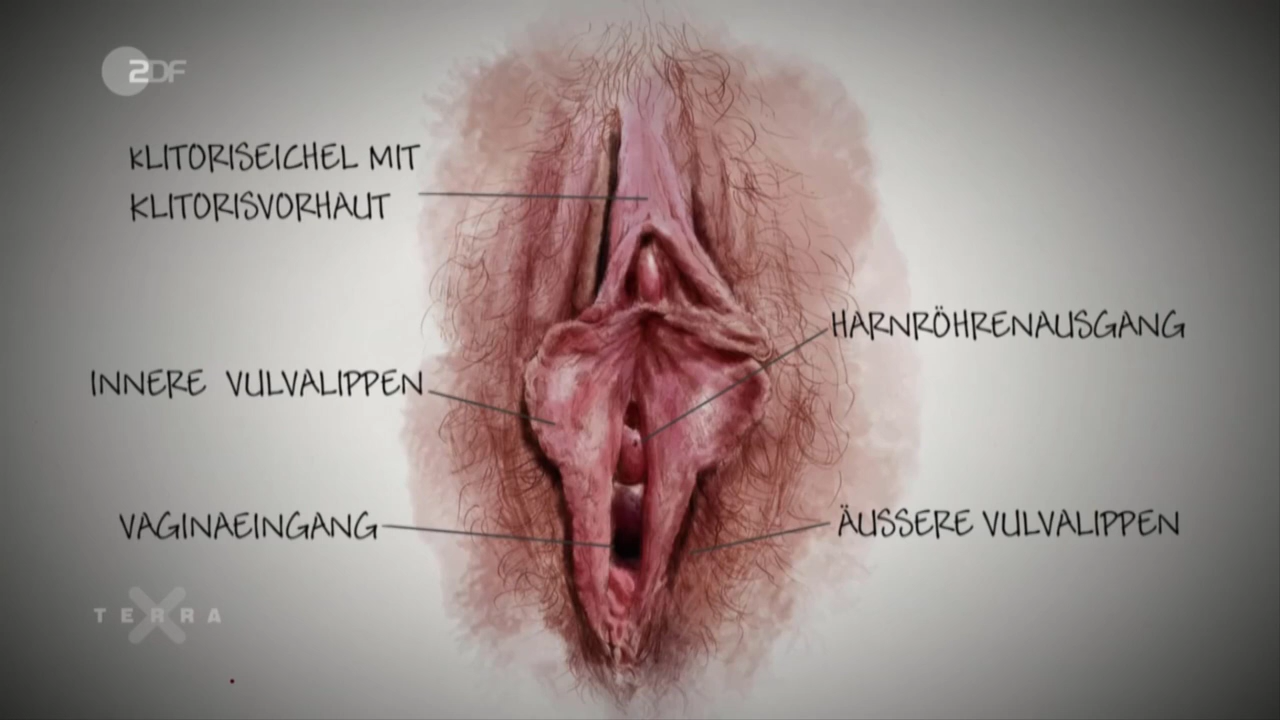 ZDF
KLITORISEICHEL MIT
KLITORISVORHAUT
HARNRÖHRENAUSGANG
INNERE VULVALIPPEN
VAGINAEINGANG
ÄUSSERE VULVALIPPEN
TERRA X